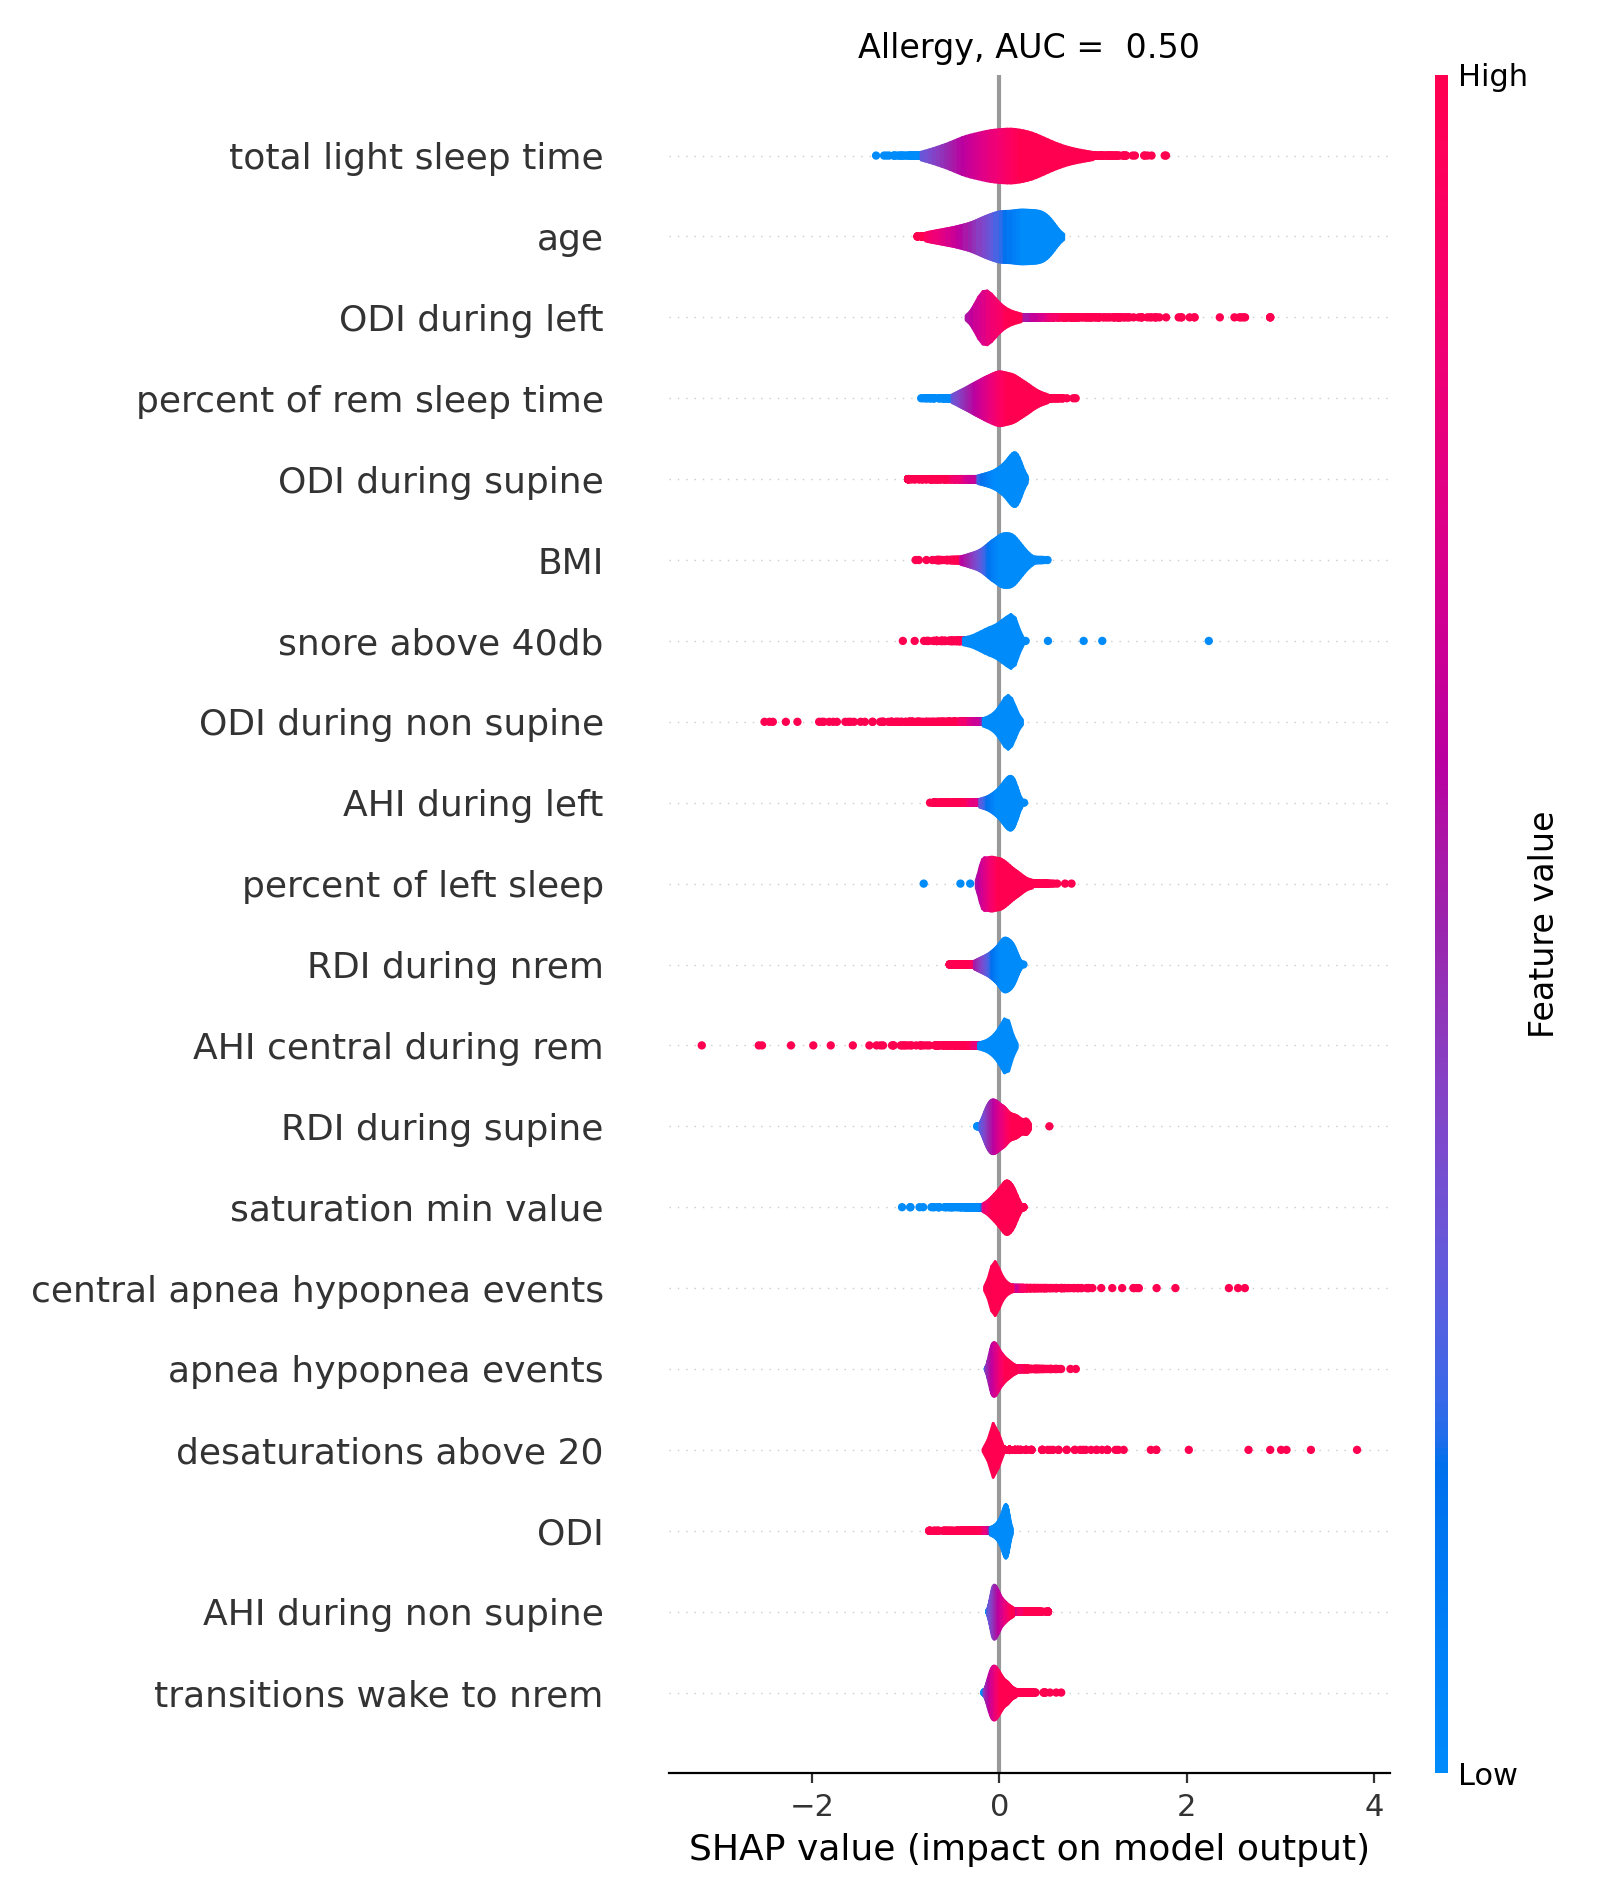 Allergy, AUC =  0.50
High
total light sleep time
age
ODI during left
percent of rem sleep time
ODI during supine
BMI
snore above 40db
ODI during non supine
AHI during left
percent of left sleep
RDI during nrem
AHI central during rem
RDI during supine
saturation min value
central apnea hypopnea events
apnea hypopnea events
desaturations above 20
ODI
AHI during non supine
transitions wake to nrem
Feature value
Low
−2 0 2 4
SHAP value (impact on model output)